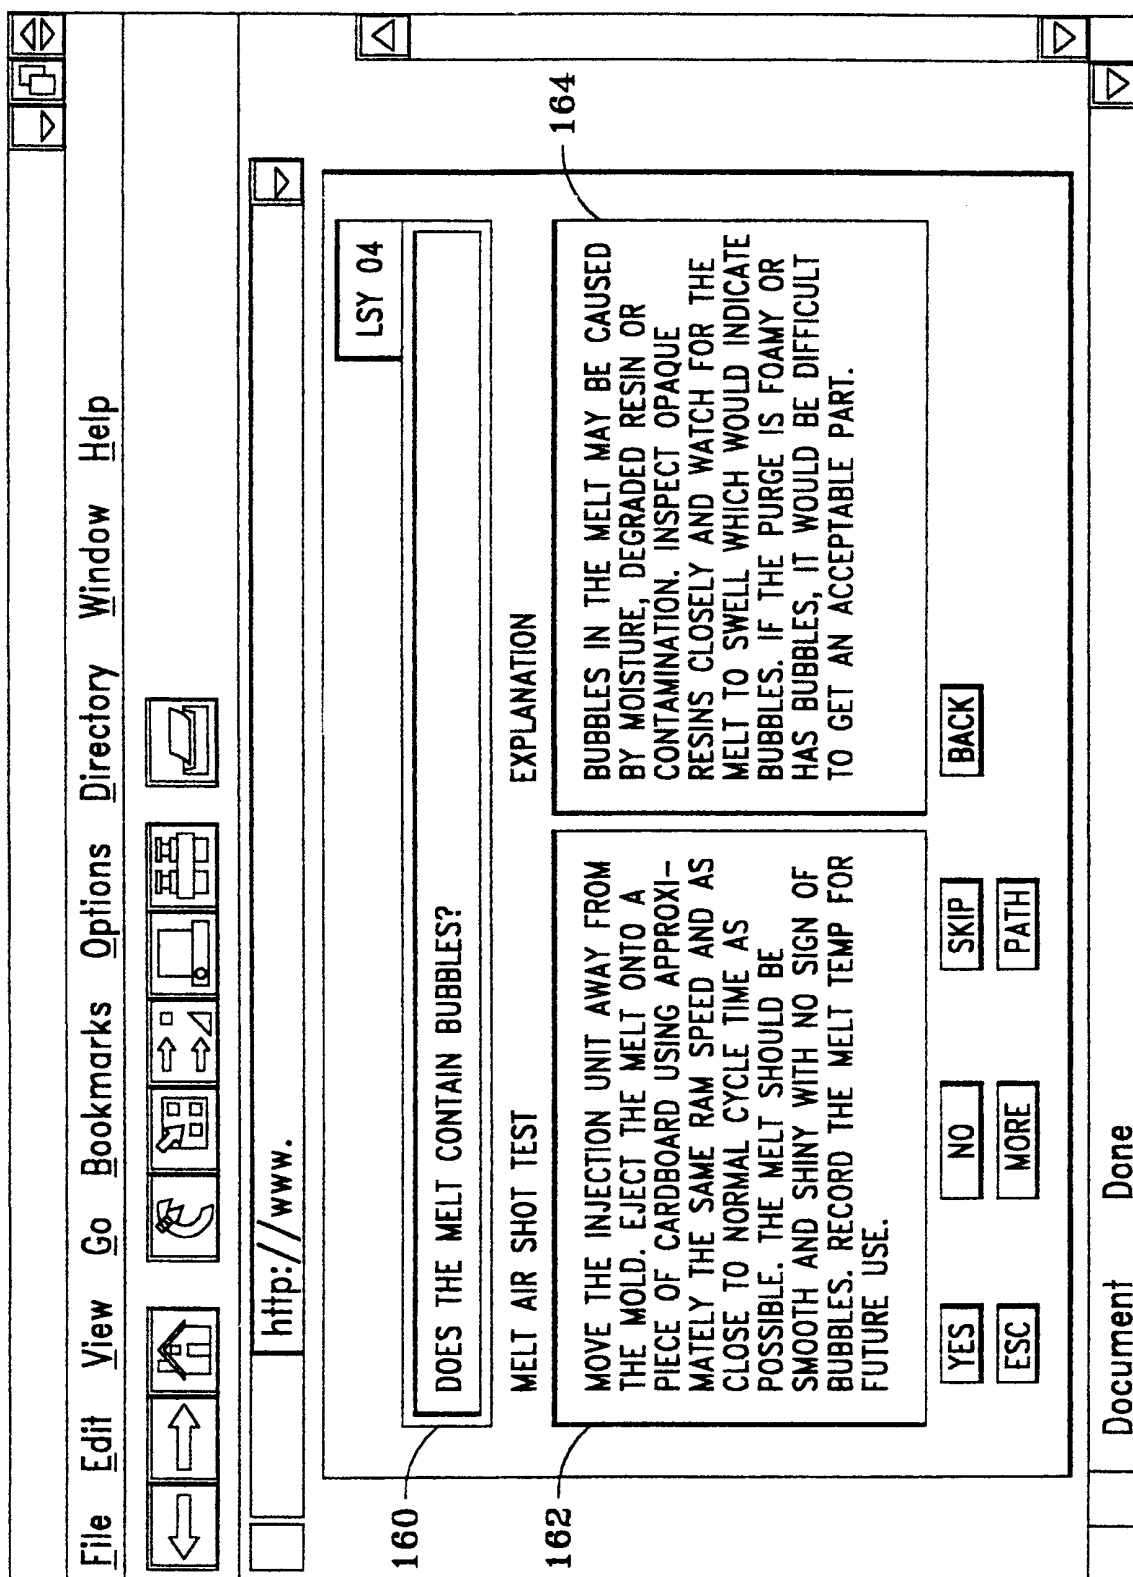 File Edit View Go Bookmarks Options Directory Window Help
http://www.
LSY 04
160
DOES THE MELT CONTAIN BUBBLES?
MELT AIR SHOT TEST
162
MOVE THE INJECTION UNIT AWAY FROM
THE MOLD. EJECT THE MELT ONTO A
PIECE OF CARDBOARD USING APPROXI-
MATELY THE SAME RAM SPEED AND AS
CLOSE TO NORMAL CYCLE TIME AS
POSSIBLE. THE MELT SHOULD BE
SMOOTH AND SHINY WITH NO SIGN OF
BUBBLES. RECORD THE MELT TEMP FOR
FUTURE USE.
EXPLANATION
164
BUBBLES IN THE MELT MAY BE CAUSED
BY MOISTURE, DEGRADED RESIN OR
CONTAMINATION. INSPECT OPAQUE
RESINS CLOSELY AND WATCH FOR THE
MELT TO SWELL WHICH WOULD INDICATE
BUBBLES. IF THE PURGE IS FOAMY OR
HAS BUBBLES, IT WOULD BE DIFFICULT
TO GET AN ACCEPTABLE PART.
YES NO SKIP BACK
ESC MORE PATH
Document Done